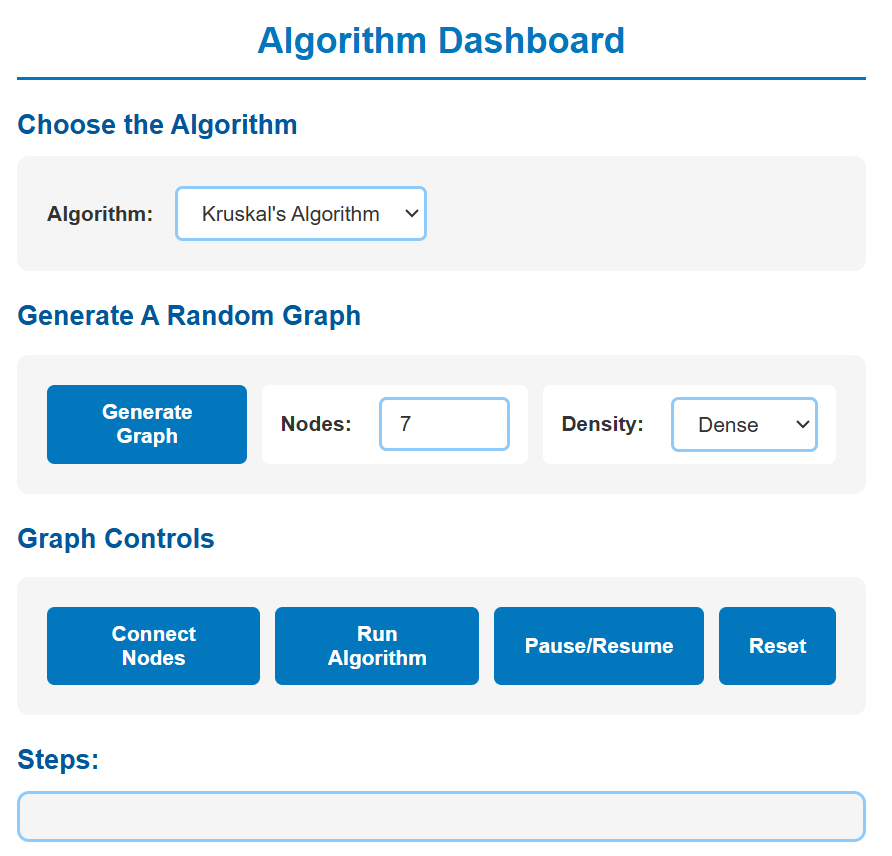 Algorithm Dashboard
Choose the Algorithm
Algorithm: Kruskal's Algorithm
Generate A Random Graph
Generate
Graph
Nodes: 7
Density: Dense
Graph Controls
Connect
Nodes
Run
Algorithm
Pause/Resume
Reset
Steps: